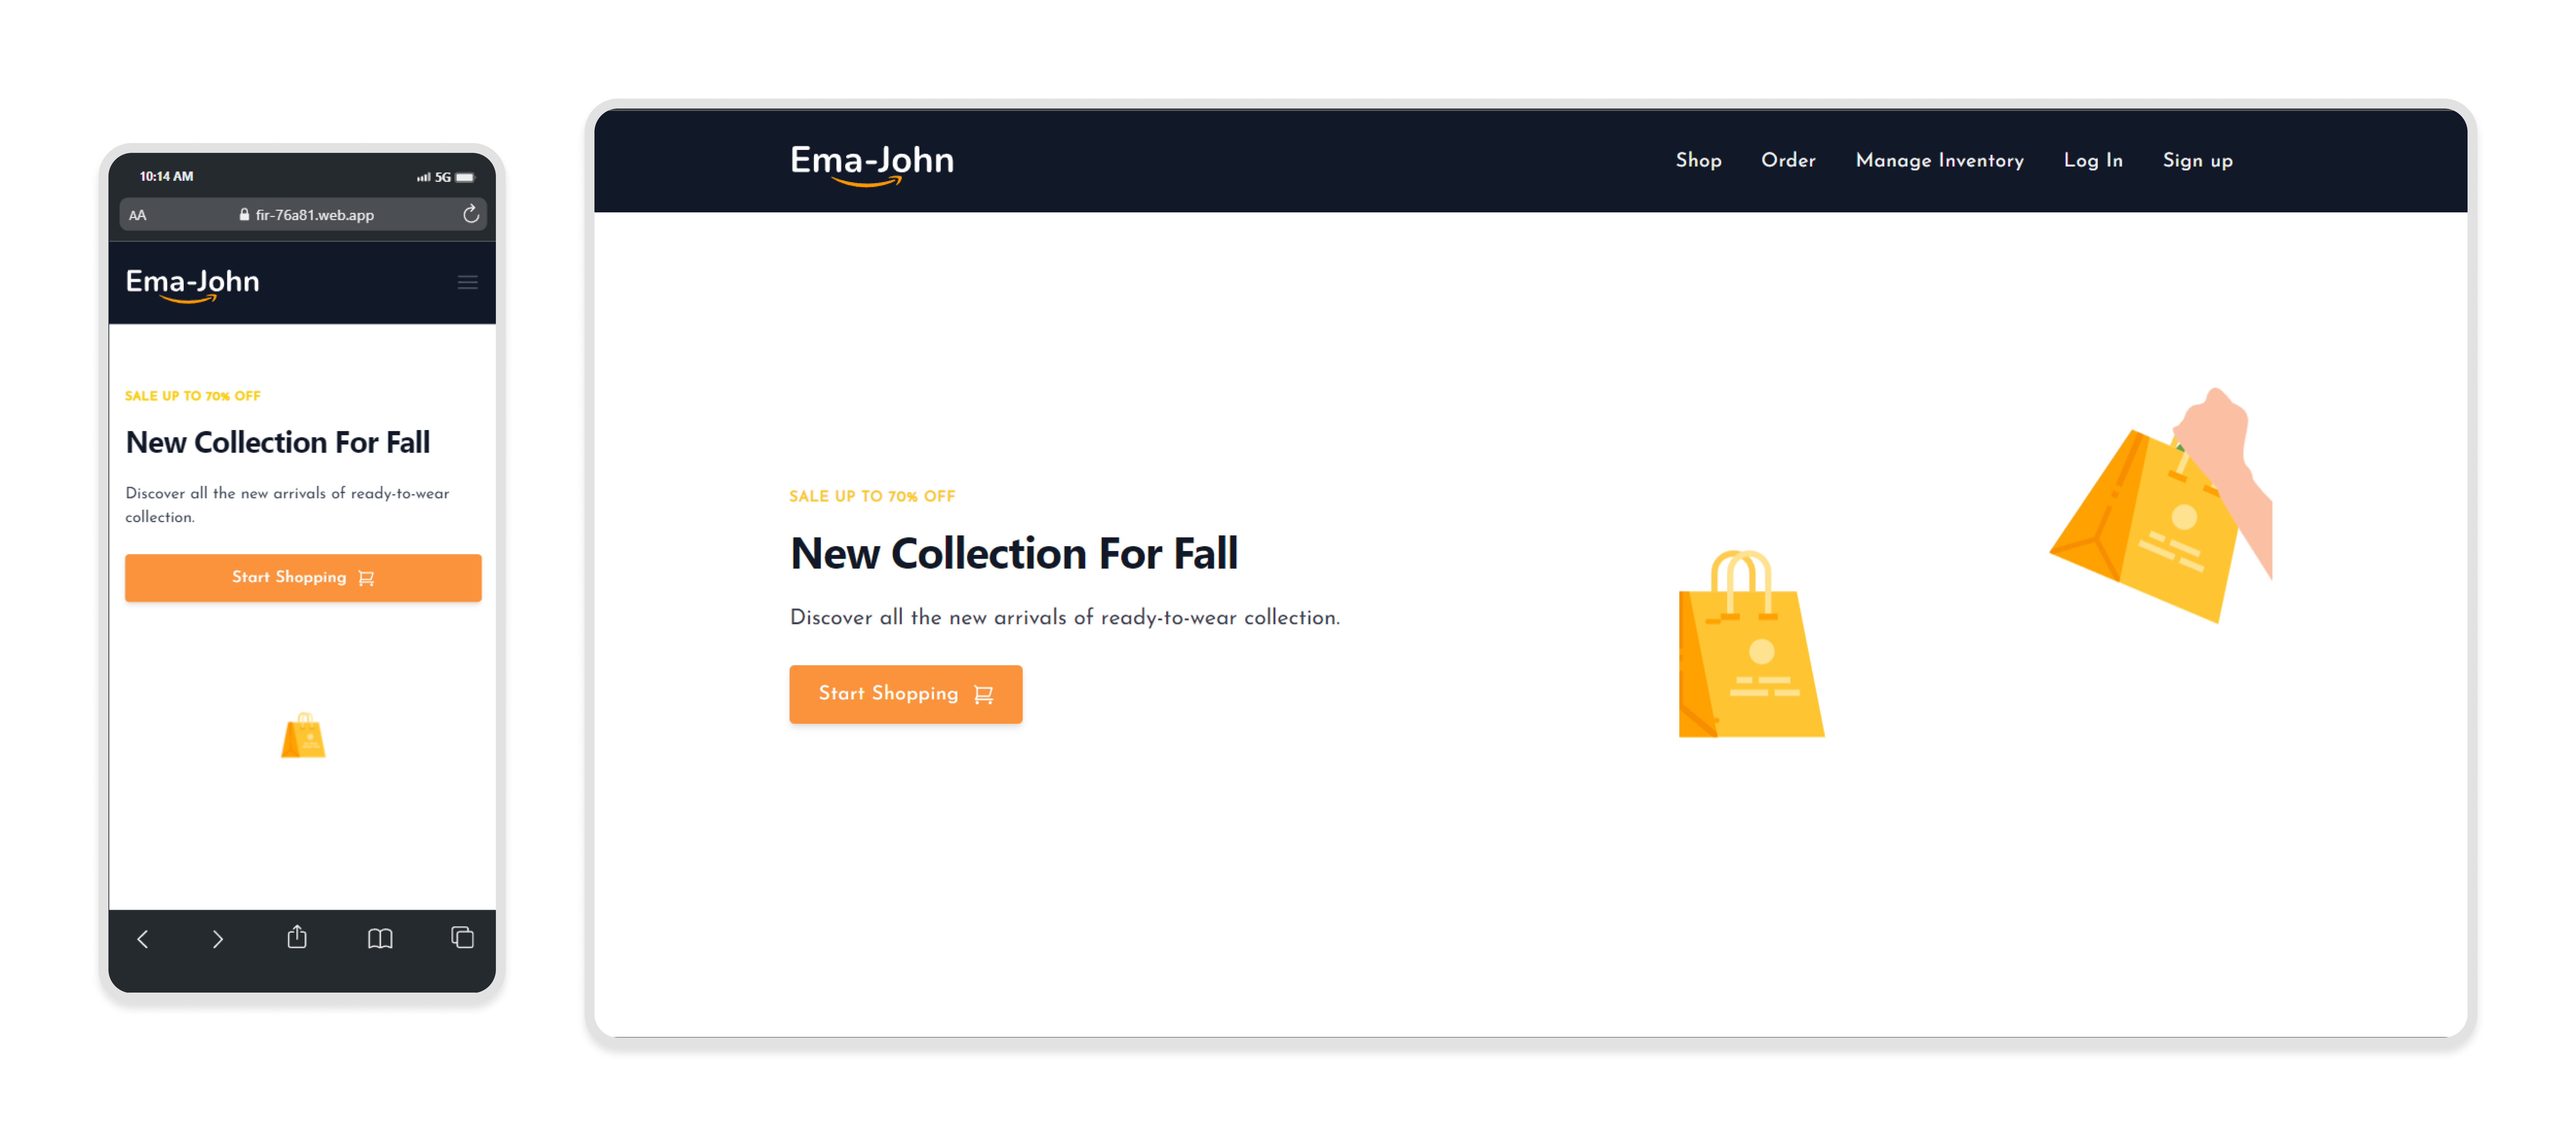 10:14 AM
5G
AA
fir-76a81.web.app
Ema-John
SALE UP TO 70% OFF
New Collection For Fall
Discover all the new arrivals of ready-to-wear
collection.
Start Shopping
Ema-John
Shop Order Manage Inventory Log In Sign up
SALE UP TO 70% OFF
New Collection For Fall
Discover all the new arrivals of ready-to-wear collection.
Start Shopping